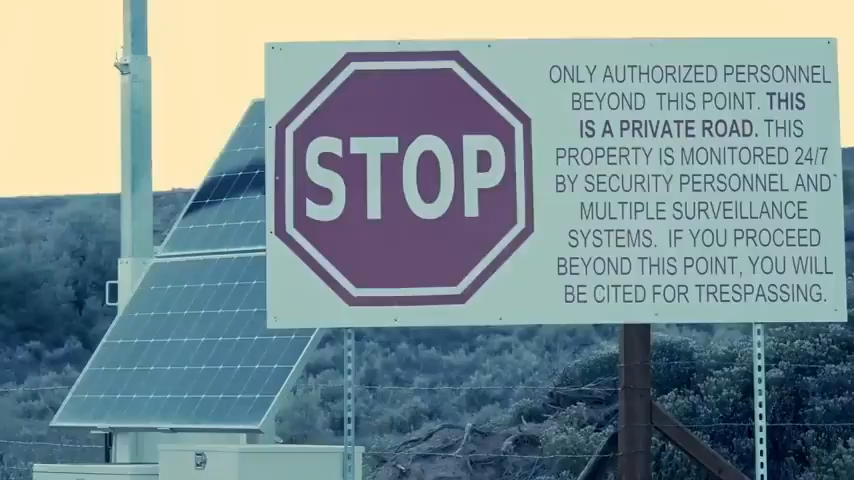 STOP
ONLY AUTHORIZED PERSONNEL
BEYOND THIS POINT. THIS
IS A PRIVATE ROAD. THIS
PROPERTY IS MONITORED 24/7
BY SECURITY PERSONNEL AND
MULTIPLE SURVEILLANCE
SYSTEMS. IF YOU PROCEED
BEYOND THIS POINT, YOU WILL
BE CITED FOR TRESPASSING.